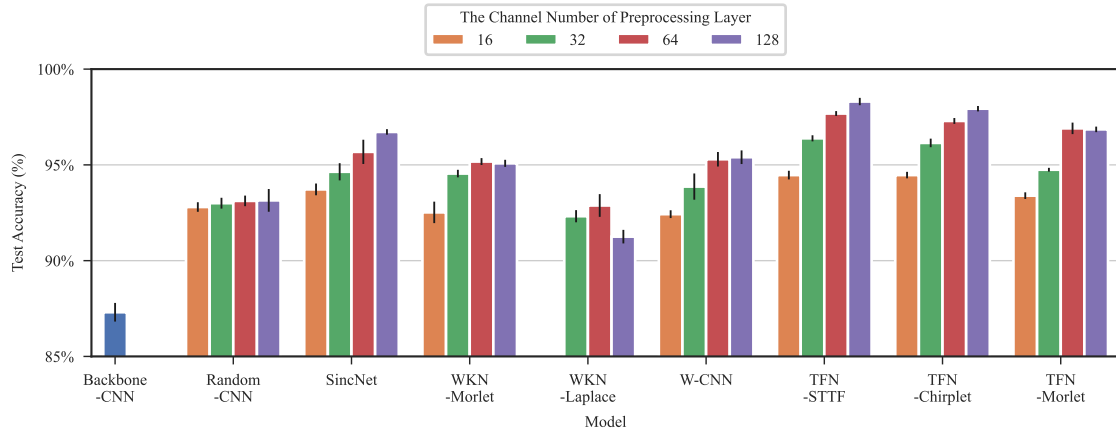 The Channel Number of Preprocessing Layer
16 32 64 128
100%
95%
90%
85%
Test Accuracy (%)
Backbone
-CNN
Random
-CNN
SincNet
WKN
-Morlet
WKN
-Laplace
W-CNN
TFN
-STTF
TFN
-Chirplet
TFN
-Morlet
Model